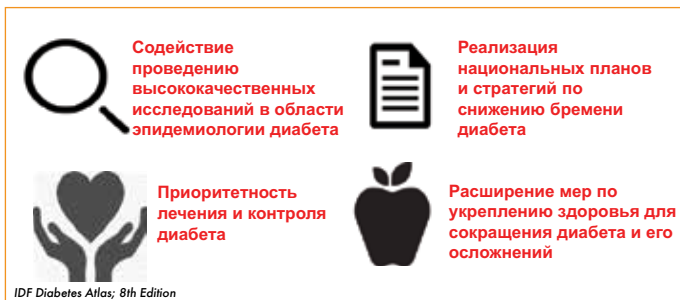 Содействие
проведению
высококачественных
исследований в области
эпидемиологии диабета
Реализация
национальных планов
и стратегий по
снижению бремени
диабета
Приоритетность
лечения и контроля
диабета
Расширение мер по
укреплению здоровья для
сокращения диабета и его
осложнений
IDF Diabetes Atlas; 8th Edition